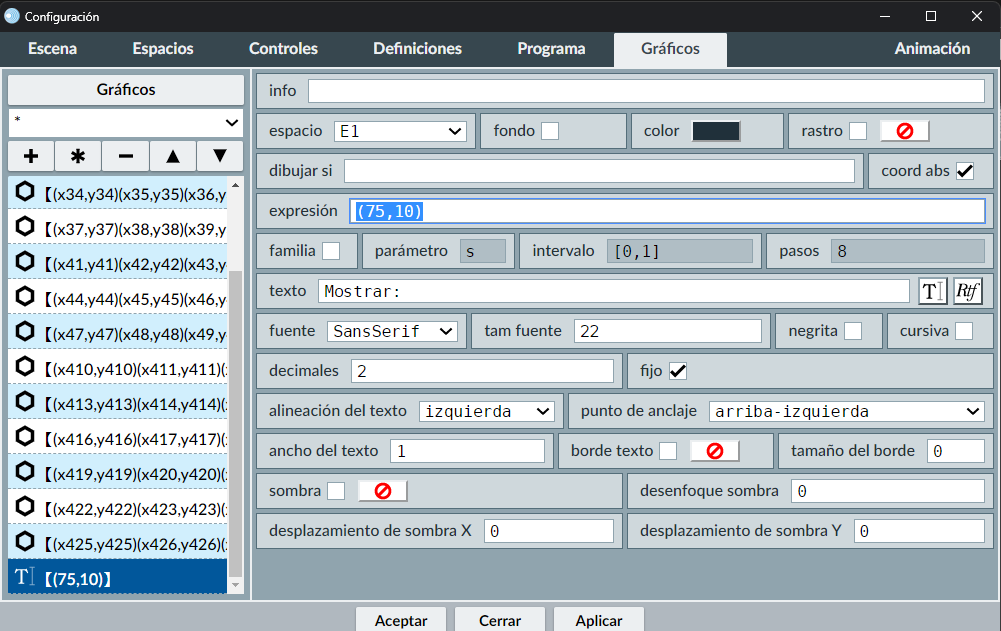 Configuración
Escena Espacios Controles Definiciones Programa Gráficos Animación
Gráficos
*
+ * − ▲ ▼
【(x34,y34)(x35,y35)(x36,y
【(x37,y37)(x38,y38)(x39,y
【(x41,y41)(x42,y42)(x43,y
【(x44,y44)(x45,y45)(x46,y
【(x47,y47)(x48,y48)(x49,y
【(x410,y410)(x411,y411)(
【(x413,y413)(x414,y414)(
【(x416,y416)(x417,y417)(
【(x419,y419)(x420,y420)(
【(x422,y422)(x423,y423)(
【(x425,y425)(x426,y426)(
T 【(75,10)】
info
espacio E1 fondo color rastro
dibujar si coord abs
expresión (75,10)
familia parámetro s intervalo [0,1] pasos 8
texto Mostrar: T Rtf
fuente SansSerif tam fuente 22 negrita cursiva
decimales 2 fijo
alineación del texto izquierda punto de anclaje arriba-izquierda
ancho del texto 1 borde texto tamaño del borde 0
sombra desenfoque sombra 0
desplazamiento de sombra X 0 desplazamiento de sombra Y 0
Aceptar Cerrar Aplicar